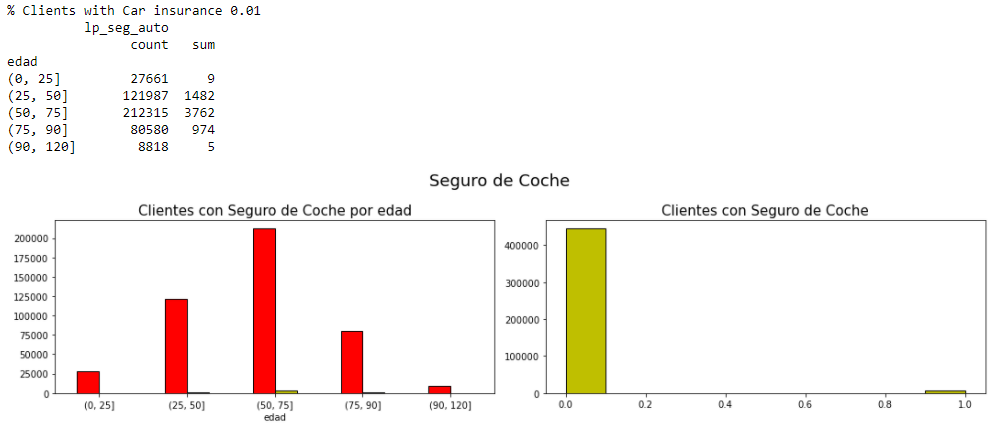 % Clients with Car insurance 0.01
lp_seg_auto
count sum
edad
(0, 25] 27661 9
(25, 50] 121987 1482
(50, 75] 212315 3762
(75, 90] 80580 974
(90, 120] 8818 5
Seguro de Coche
Clientes con Seguro de Coche por edad
200000
175000
150000
125000
100000
75000
50000
25000
0
(0, 25] (25, 50] (50, 75] (75, 90] (90, 120]
edad
Clientes con Seguro de Coche
400000
300000
200000
100000
0
0.0 0.2 0.4 0.6 0.8 1.0